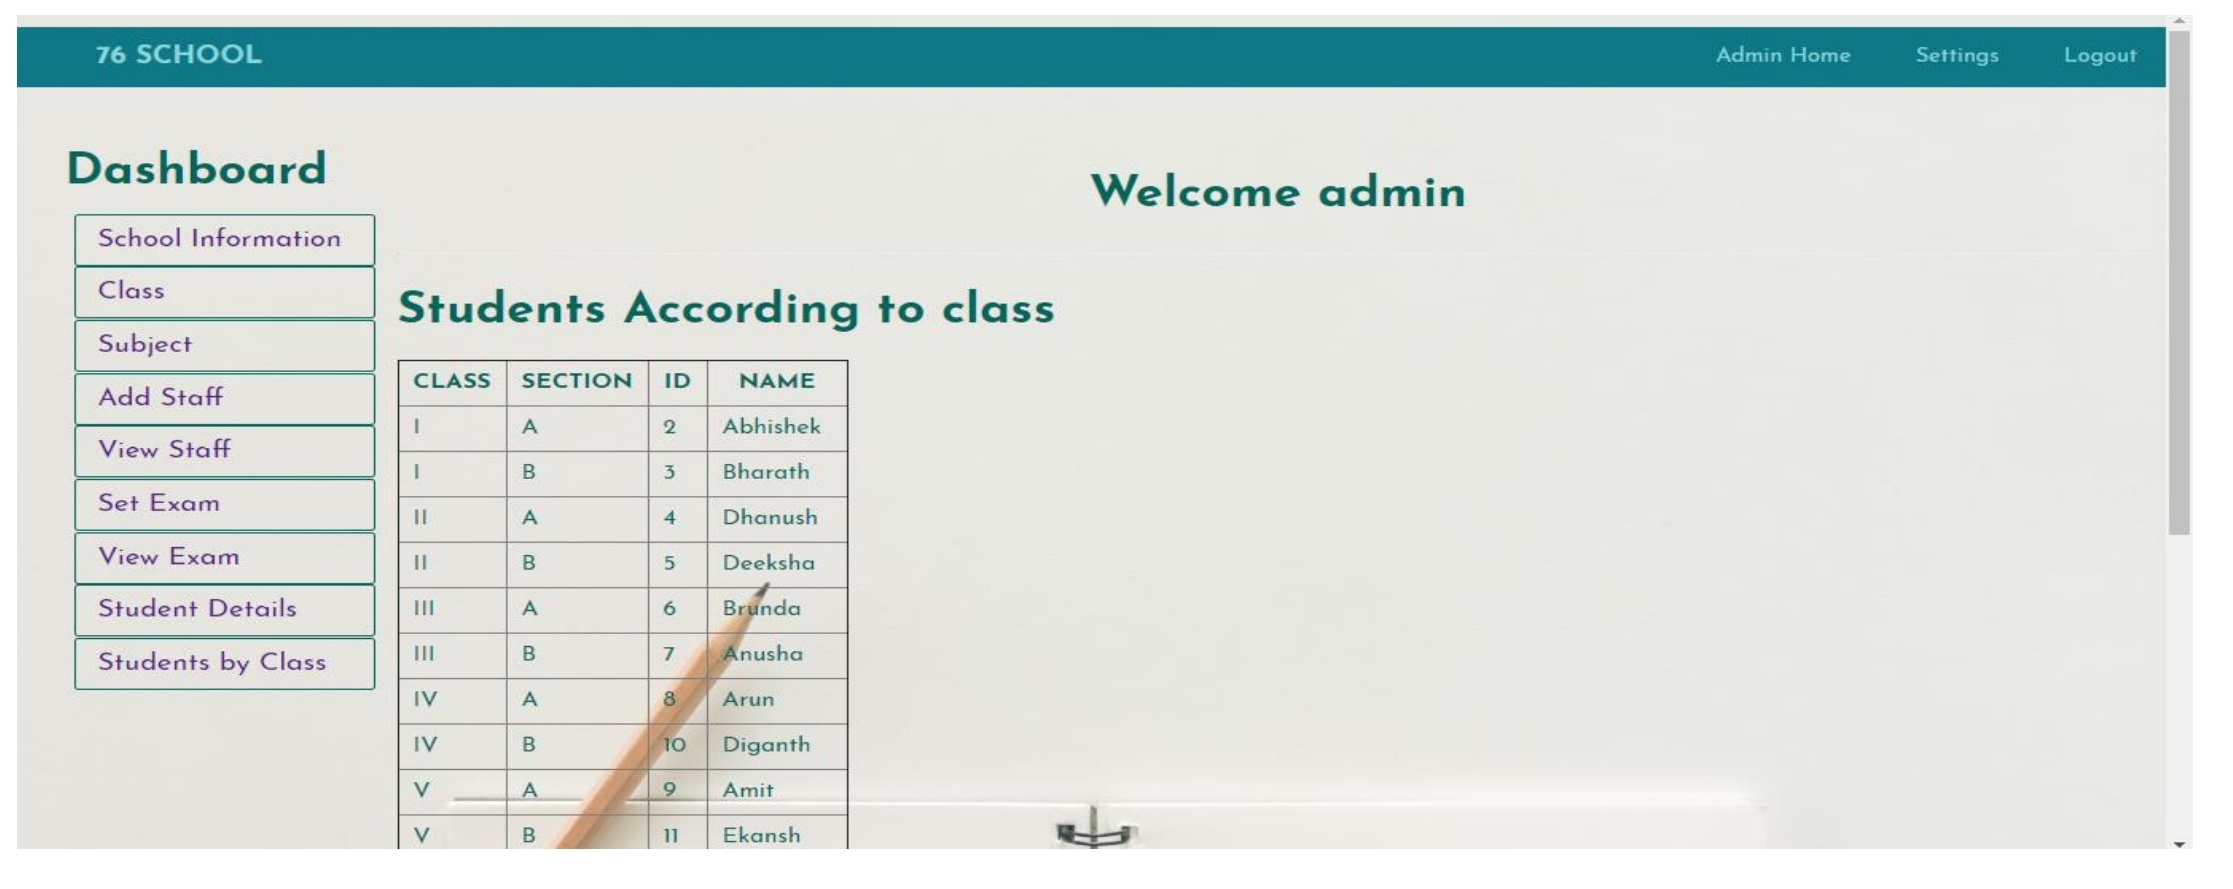 76 SCHOOL Admin Home Settings Logout
Dashboard
Welcome admin
School Information
Class
Subject
Add Staff
View Staff
Set Exam
View Exam
Student Details
Students by Class
Students According to class
CLASS SECTION ID NAME
I A 2 Abhishek
I B 3 Bharath
II A 4 Dhanush
II B 5 Deeksha
III A 6 Brunda
III B 7 Anusha
IV A 8 Arun
IV B 10 Diganth
V A 9 Amit
V B 11 Ekansh